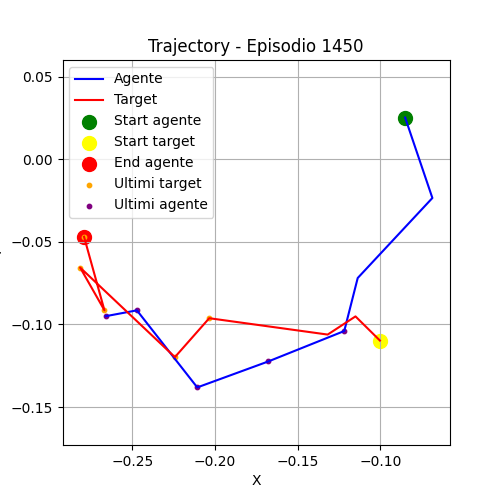 Trajectory - Episodio 1450
Agente
Target
Start agente
Start target
End agente
Ultimi target
Ultimi agente
0.05
0.00
−0.05
−0.10
−0.15
−0.25
−0.20
−0.15
−0.10
X